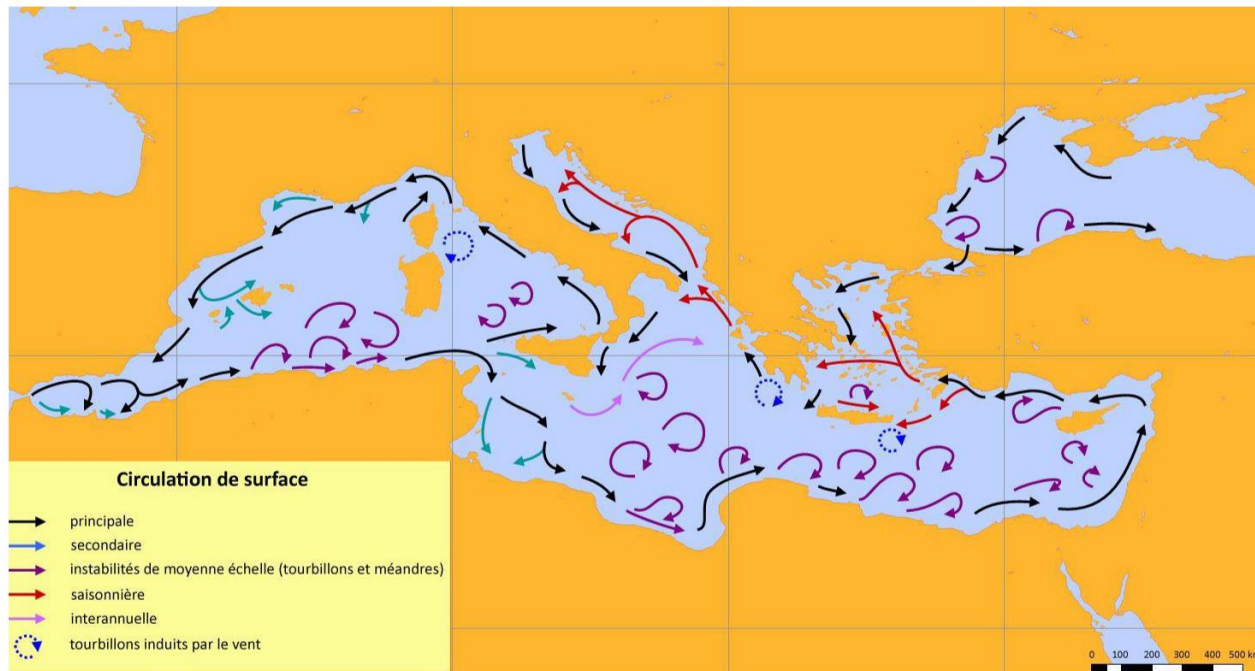 Circulation de surface
principale
secondaire
instabilités de moyenne échelle (tourbillons et méandres)
saisonnière
interannuelle
tourbillons induits par le vent
0 100 200 300 400 500 km